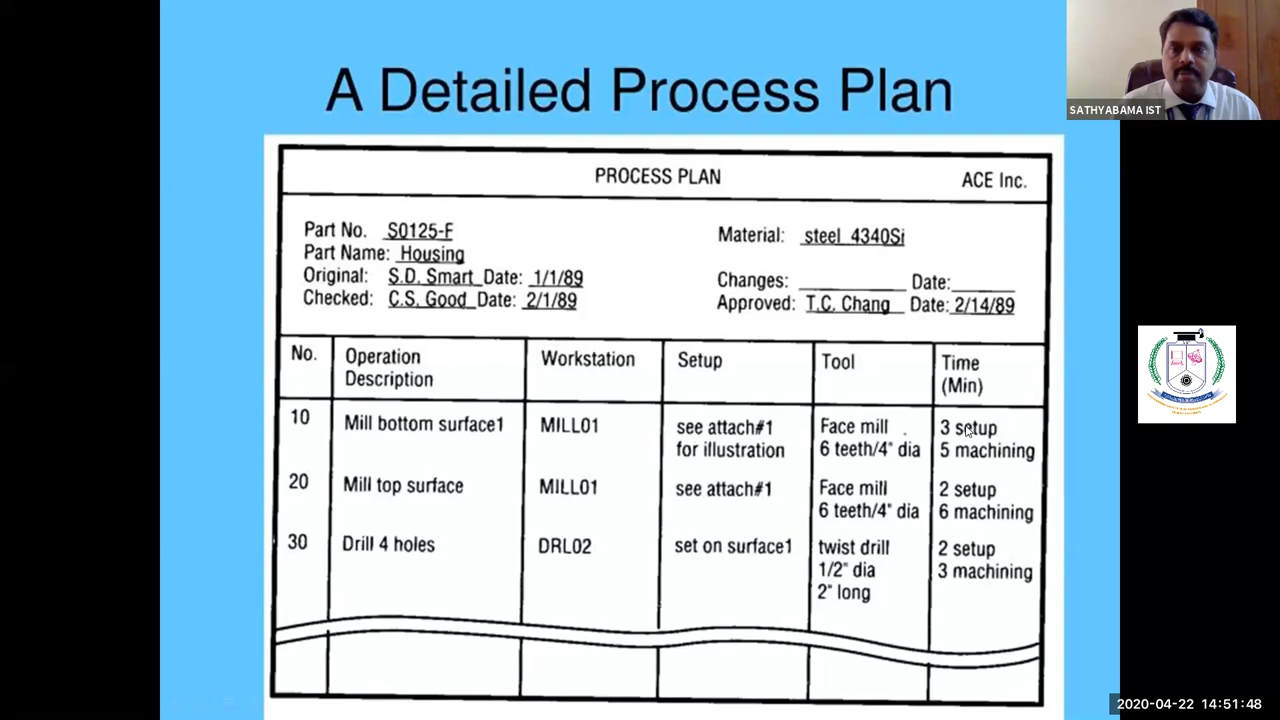 A Detailed Process Plan
SATHYABAMA IST
PROCESS PLAN
ACE Inc.
Part No. S0125-F
Part Name: Housing
Original: S.D. Smart Date: 1/1/89
Checked: C.S. Good Date: 2/1/89
Material: steel 4340Si
Changes: Date:
Approved: T.C. Chang Date: 2/14/89
No.
Operation
Description
Workstation
Setup
Tool
Time
(Min)
10
Mill bottom surface1
MILL01
see attach#1
for illustration
Face mill
6 teeth/4" dia
3 setup
5 machining
20
Mill top surface
MILL01
see attach#1
Face mill
6 teeth/4" dia
2 setup
6 machining
30
Drill 4 holes
DRL02
set on surface1
twist drill
1/2" dia
2" long
2 setup
3 machining
2020-04-22 14:51:48